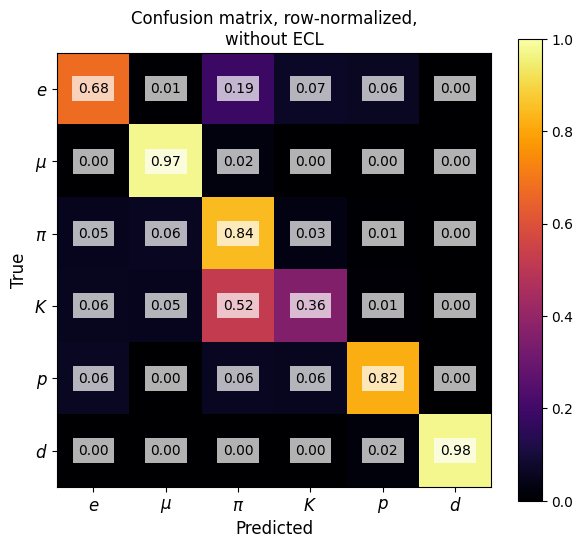 Confusion matrix, row-normalized,
without ECL
e 0.68 0.01 0.19 0.07 0.06 0.00
μ 0.00 0.97 0.02 0.00 0.00 0.00
π 0.05 0.06 0.84 0.03 0.01 0.00
K 0.06 0.05 0.52 0.36 0.01 0.00
p 0.06 0.00 0.06 0.06 0.82 0.00
d 0.00 0.00 0.00 0.00 0.02 0.98
e μ π K p d
Predicted
True
1.0
0.8
0.6
0.4
0.2
0.0